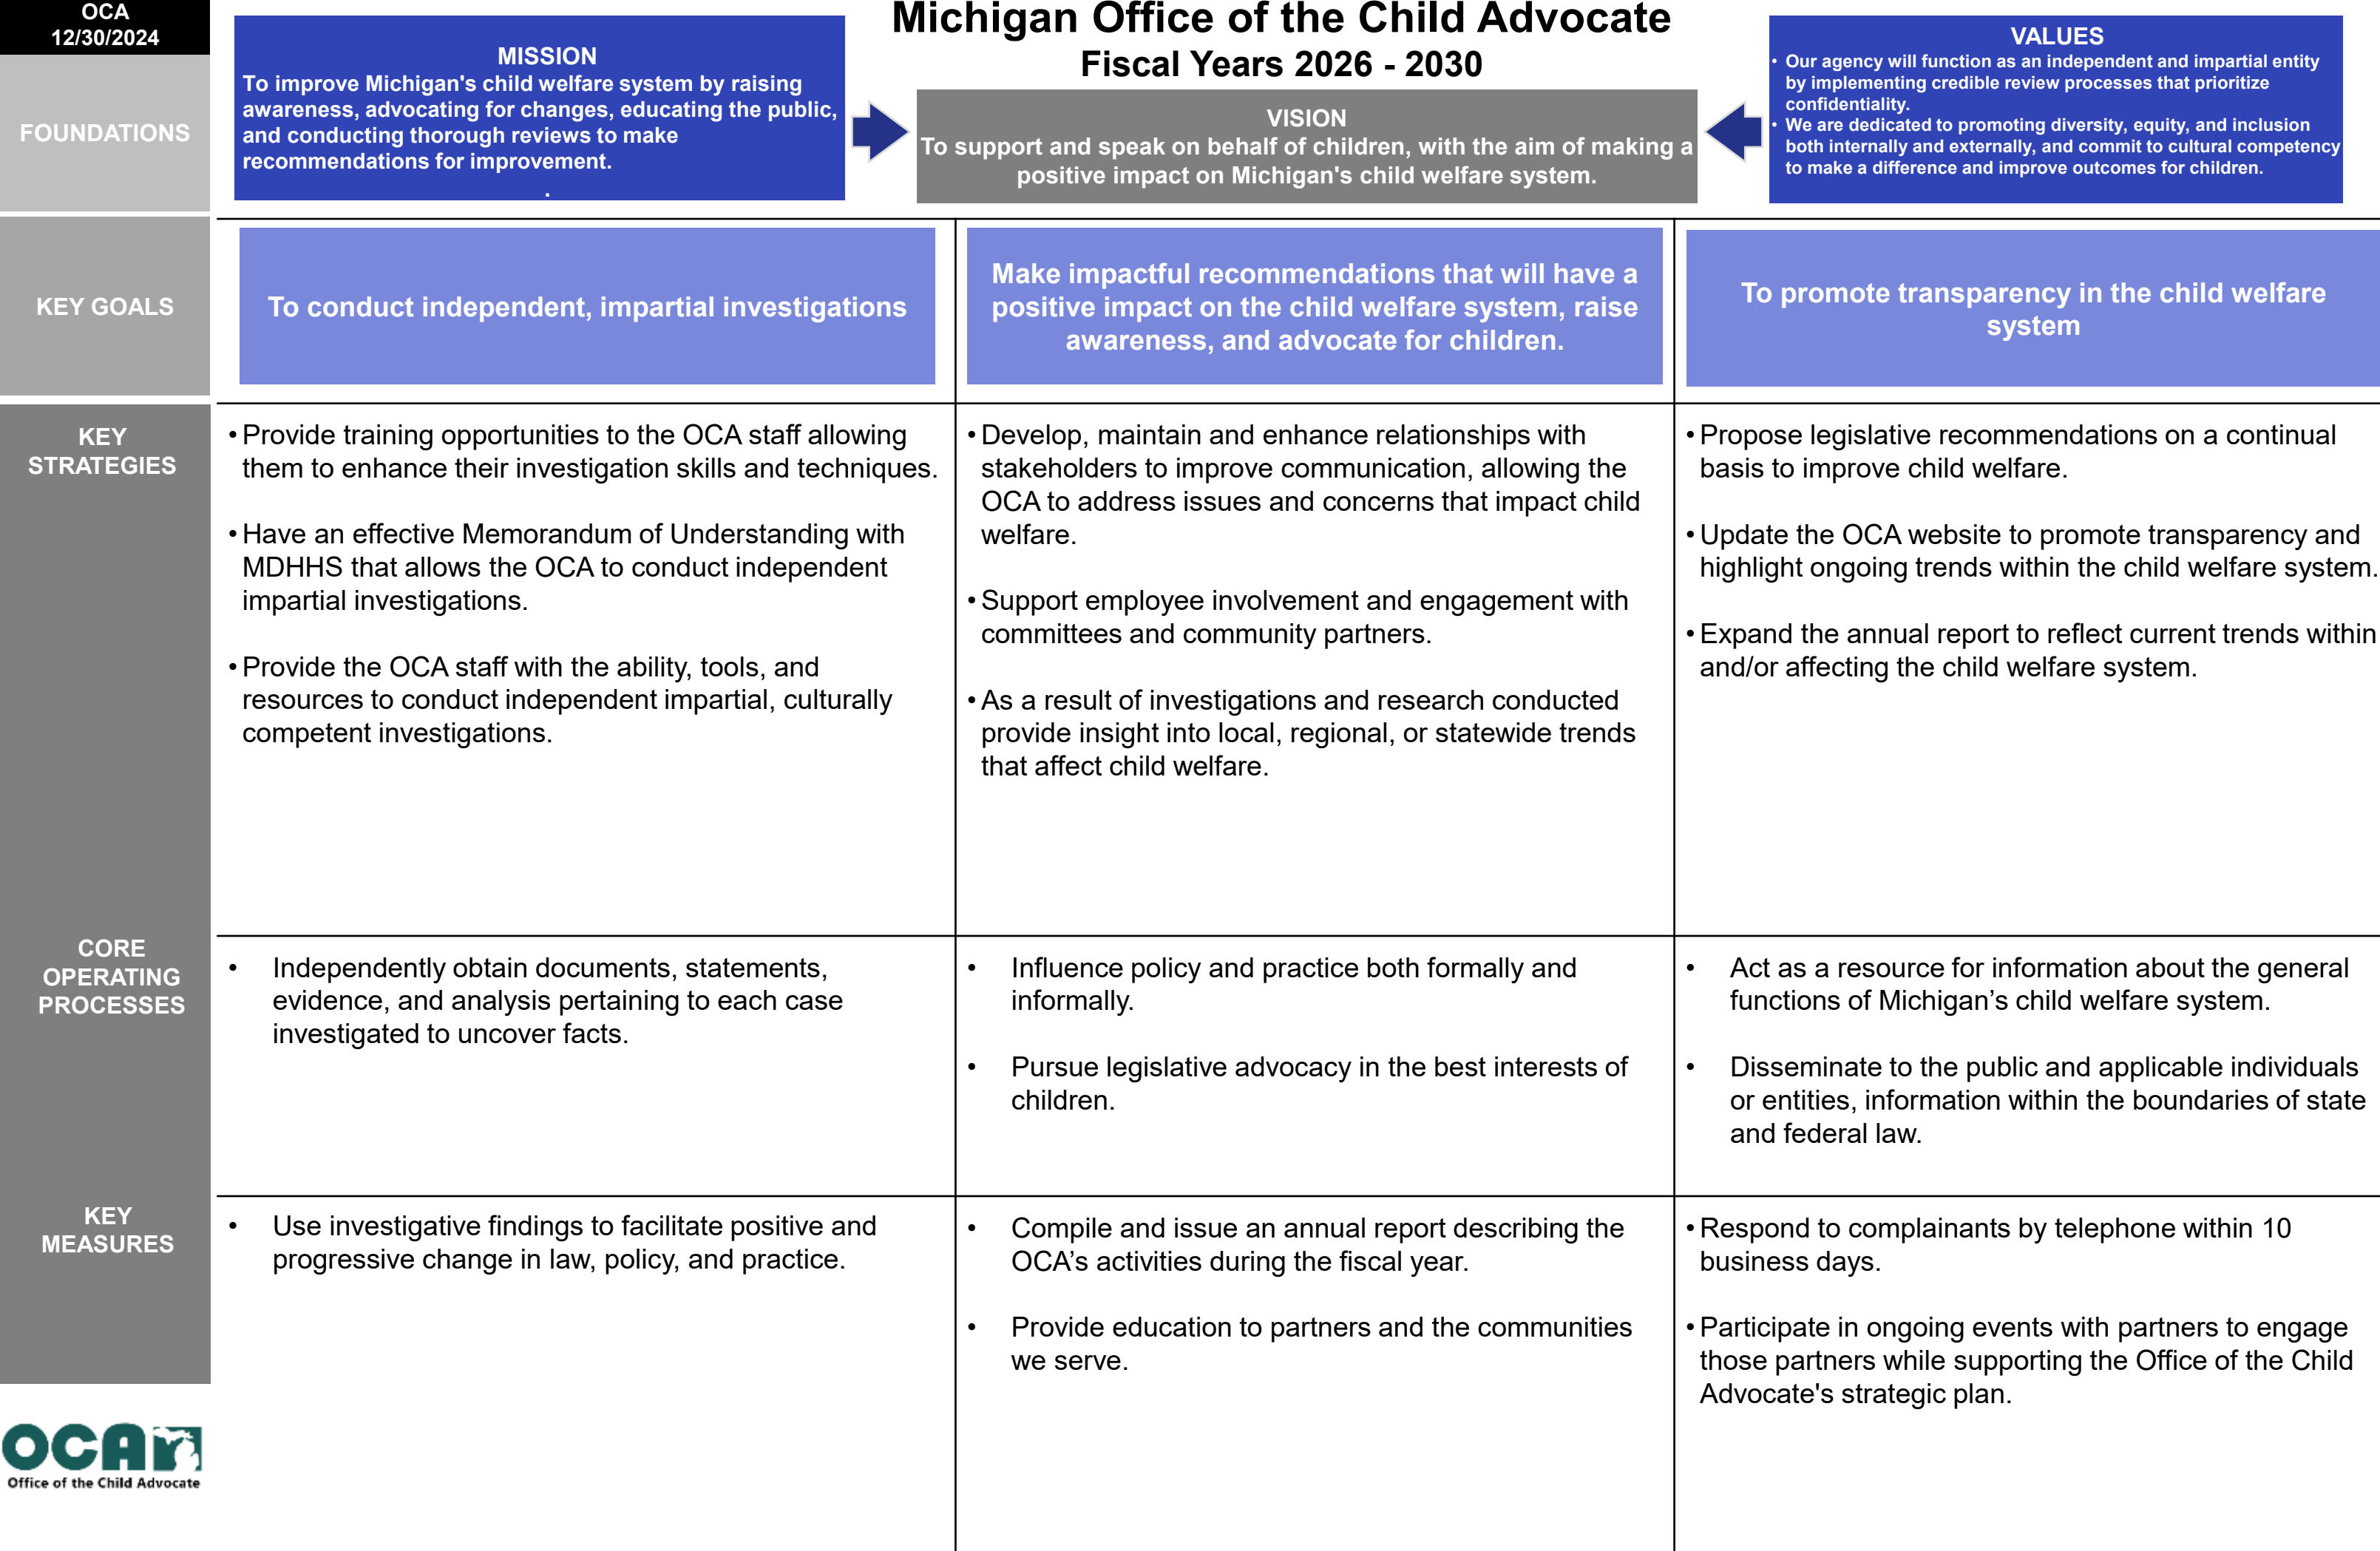 OCA
12/30/2024
Michigan Office of the Child Advocate
Fiscal Years 2026 - 2030
FOUNDATIONS
MISSION
To improve Michigan's child welfare system by raising
awareness, advocating for changes, educating the public,
and conducting thorough reviews to make
recommendations for improvement.
.
VISION
To support and speak on behalf of children, with the aim of making a
positive impact on Michigan's child welfare system.
VALUES
• Our agency will function as an independent and impartial entity
by implementing credible review processes that prioritize
confidentiality.
• We are dedicated to promoting diversity, equity, and inclusion
both internally and externally, and commit to cultural competency
to make a difference and improve outcomes for children.
KEY GOALS
To conduct independent, impartial investigations
Make impactful recommendations that will have a
positive impact on the child welfare system, raise
awareness, and advocate for children.
To promote transparency in the child welfare
system
KEY
STRATEGIES
• Provide training opportunities to the OCA staff allowing
them to enhance their investigation skills and techniques.
• Have an effective Memorandum of Understanding with
MDHHS that allows the OCA to conduct independent
impartial investigations.
• Provide the OCA staff with the ability, tools, and
resources to conduct independent impartial, culturally
competent investigations.
• Develop, maintain and enhance relationships with
stakeholders to improve communication, allowing the
OCA to address issues and concerns that impact child
welfare.
• Support employee involvement and engagement with
committees and community partners.
• As a result of investigations and research conducted
provide insight into local, regional, or statewide trends
that affect child welfare.
• Propose legislative recommendations on a continual
basis to improve child welfare.
• Update the OCA website to promote transparency and
highlight ongoing trends within the child welfare system.
• Expand the annual report to reflect current trends within
and/or affecting the child welfare system.
CORE
OPERATING
PROCESSES
• Independently obtain documents, statements,
evidence, and analysis pertaining to each case
investigated to uncover facts.
• Influence policy and practice both formally and
informally.
• Pursue legislative advocacy in the best interests of
children.
• Act as a resource for information about the general
functions of Michigan’s child welfare system.
• Disseminate to the public and applicable individuals
or entities, information within the boundaries of state
and federal law.
KEY
MEASURES
• Use investigative findings to facilitate positive and
progressive change in law, policy, and practice.
• Compile and issue an annual report describing the
OCA’s activities during the fiscal year.
• Provide education to partners and the communities
we serve.
• Respond to complainants by telephone within 10
business days.
• Participate in ongoing events with partners to engage
those partners while supporting the Office of the Child
Advocate's strategic plan.
OCA
Office of the Child Advocate